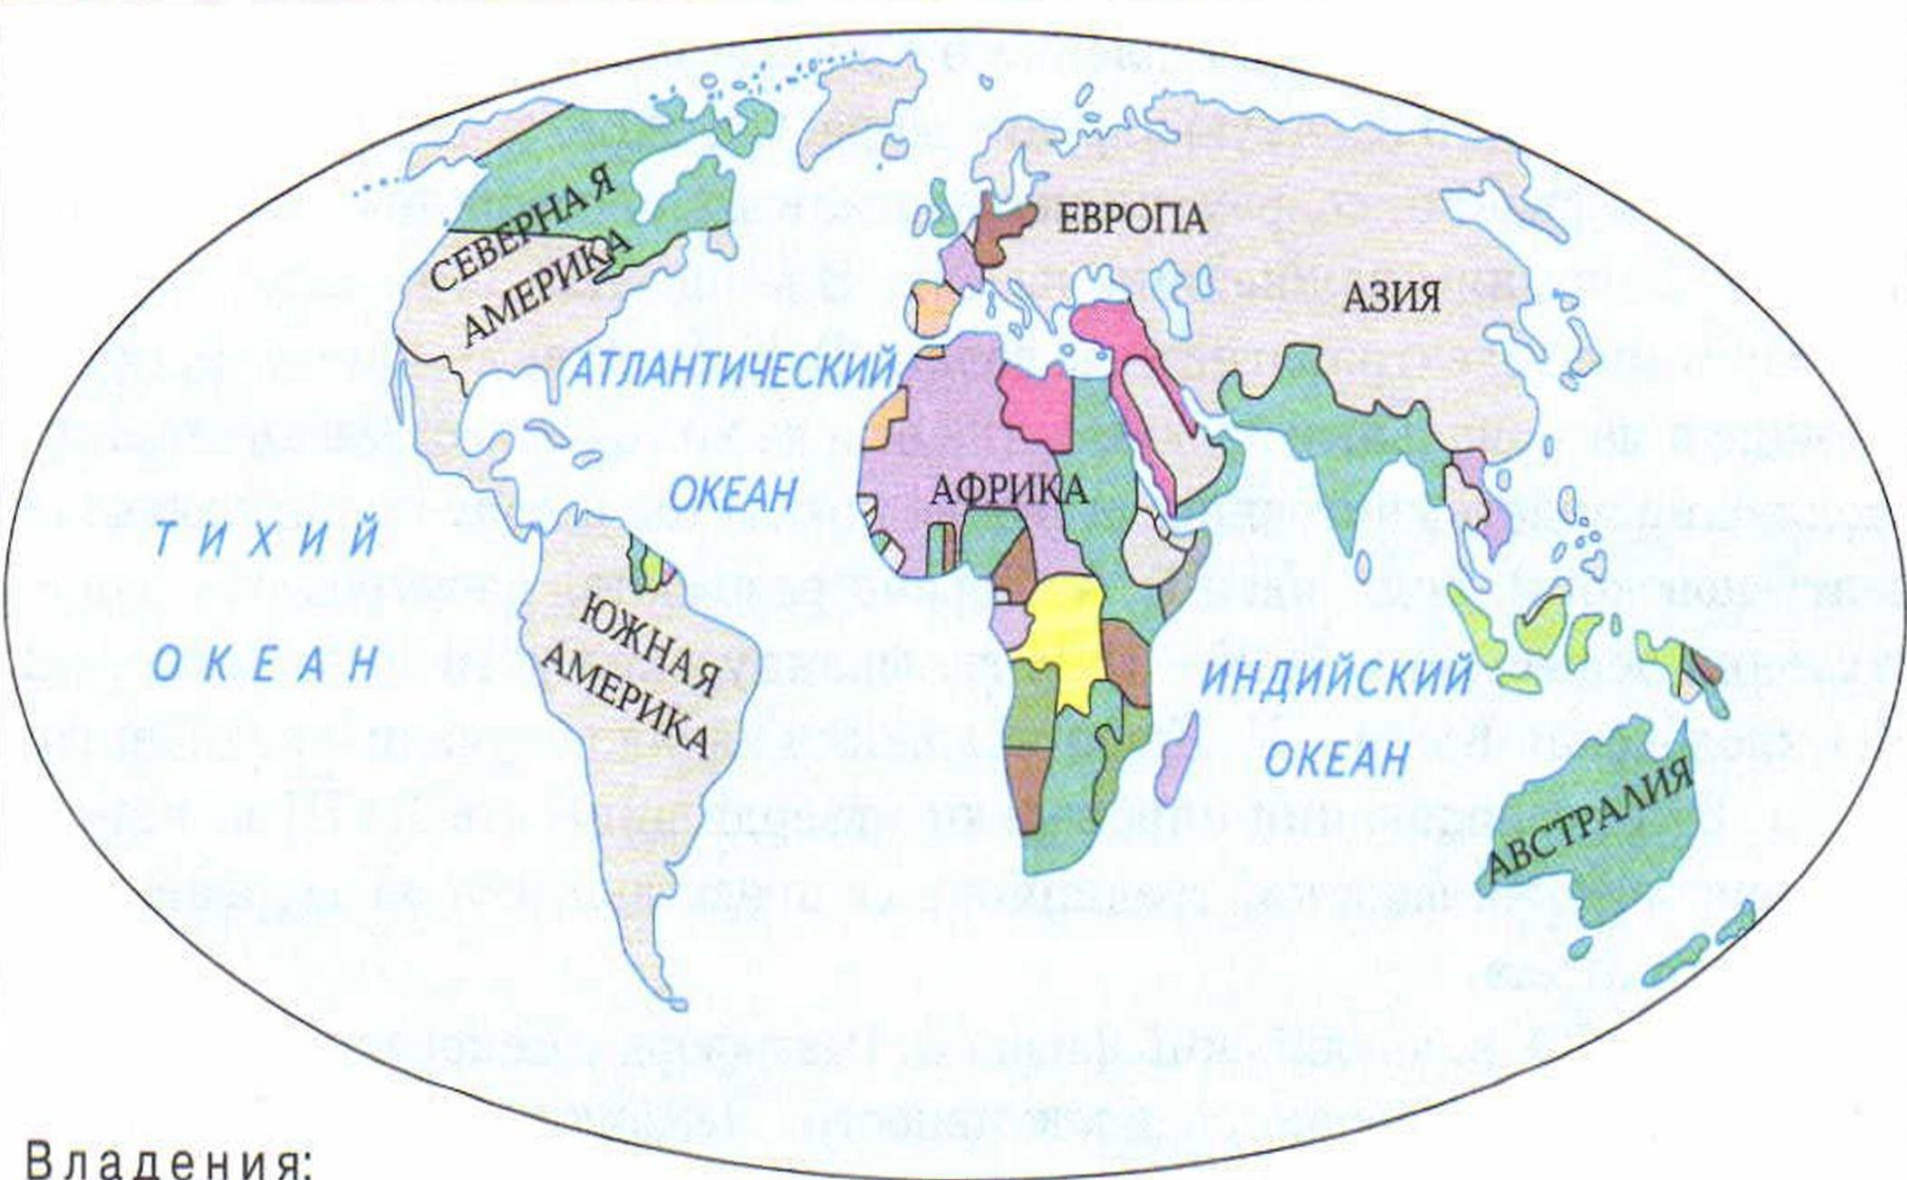 СЕВЕРНАЯ
АМЕРИКА
ЕВРОПА
АЗИЯ
АТЛАНТИЧЕСКИЙ
ОКЕАН
АФРИКА
ТИХИЙ
ОКЕАН
ЮЖНАЯ
АМЕРИКА
ИНДИЙСКИЙ
ОКЕАН
АВСТРАЛИЯ
Владения: